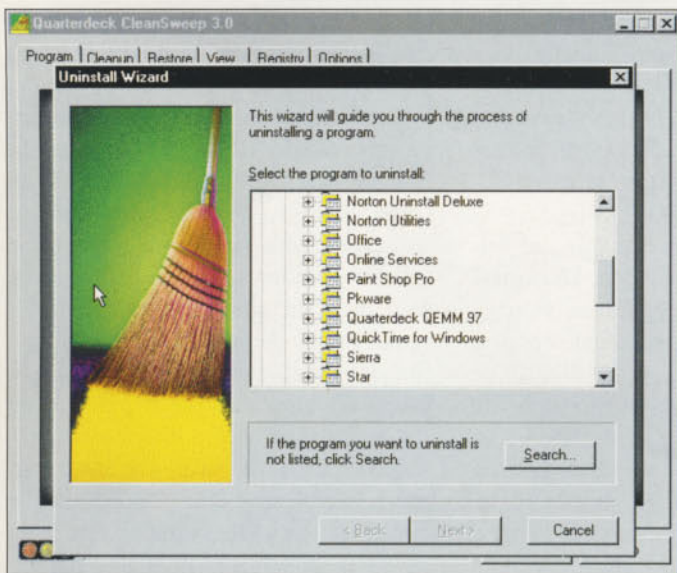 Quarterdeck CleanSweep 3.0
Program Cleanup Restore View Registry Options
Uninstall Wizard
This wizard will guide you through the process of
uninstalling a program.
Select the program to uninstall:
Norton Uninstall Deluxe
Norton Utilities
Office
Online Services
Paint Shop Pro
Pkware
Quarterdeck QEMM 97
QuickTime for Windows
Sierra
Star
If the program you want to uninstall is
not listed, click Search.
Search...
< Back Next > Cancel